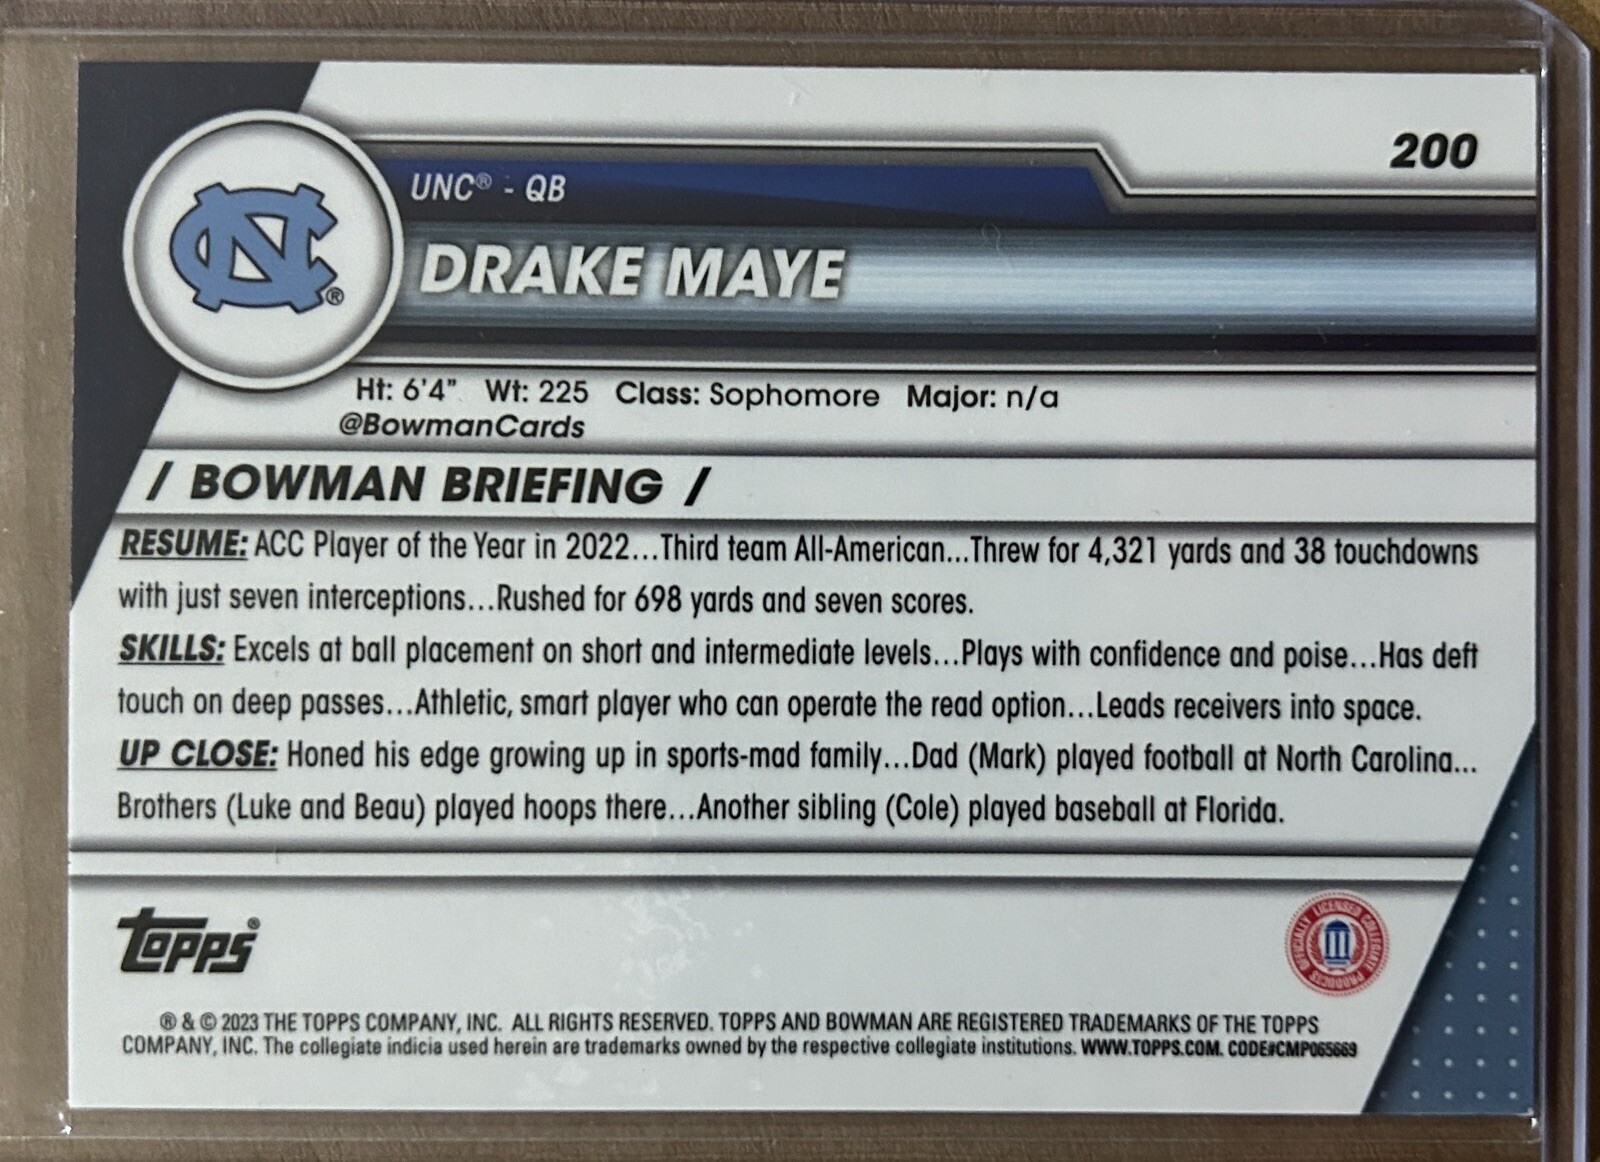 200
UNC® - QB
DRAKE MAYE
NC®
Ht: 6'4" Wt: 225 Class: Sophomore Major: n/a
@BowmanCards
/ BOWMAN BRIEFING /
RESUME: ACC Player of the Year in 2022...Third team All-American...Threw for 4,321 yards and 38 touchdowns
with just seven interceptions...Rushed for 698 yards and seven scores.
SKILLS: Excels at ball placement on short and intermediate levels...Plays with confidence and poise...Has deft
touch on deep passes...Athletic, smart player who can operate the read option...Leads receivers into space.
UP CLOSE: Honed his edge growing up in sports-mad family...Dad (Mark) played football at North Carolina...
Brothers (Luke and Beau) played hoops there...Another sibling (Cole) played baseball at Florida.
Topps®
OFFICIALLY LICENSED COLLEGIATE PRODUCTS
® & © 2023 THE TOPPS COMPANY, INC. ALL RIGHTS RESERVED. TOPPS AND BOWMAN ARE REGISTERED TRADEMARKS OF THE TOPPS
COMPANY, INC. The collegiate indicia used herein are trademarks owned by the respective collegiate institutions. WWW.TOPPS.COM. CODE#CMP065669